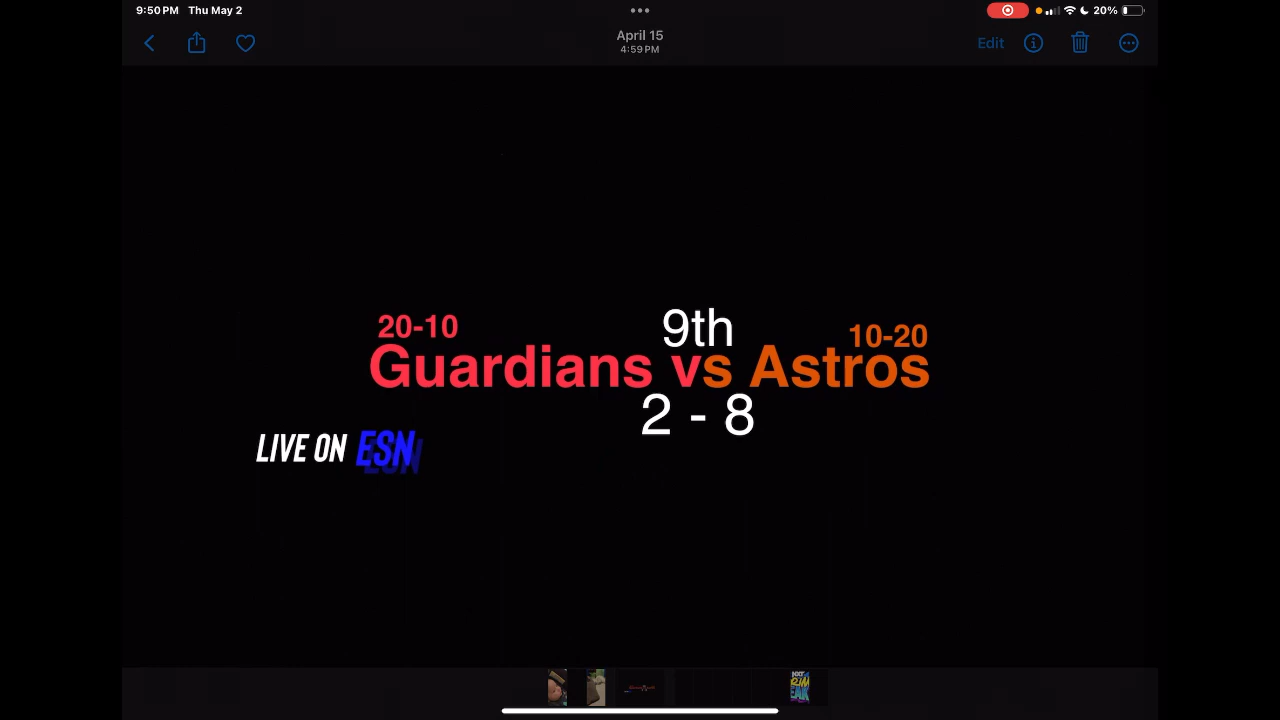 9:50 PM Thu May 2
20%
April 15
4:59 PM
Edit
20-10
9th
10-20
Guardians vs Astros
2 - 8
LIVE ON ESN